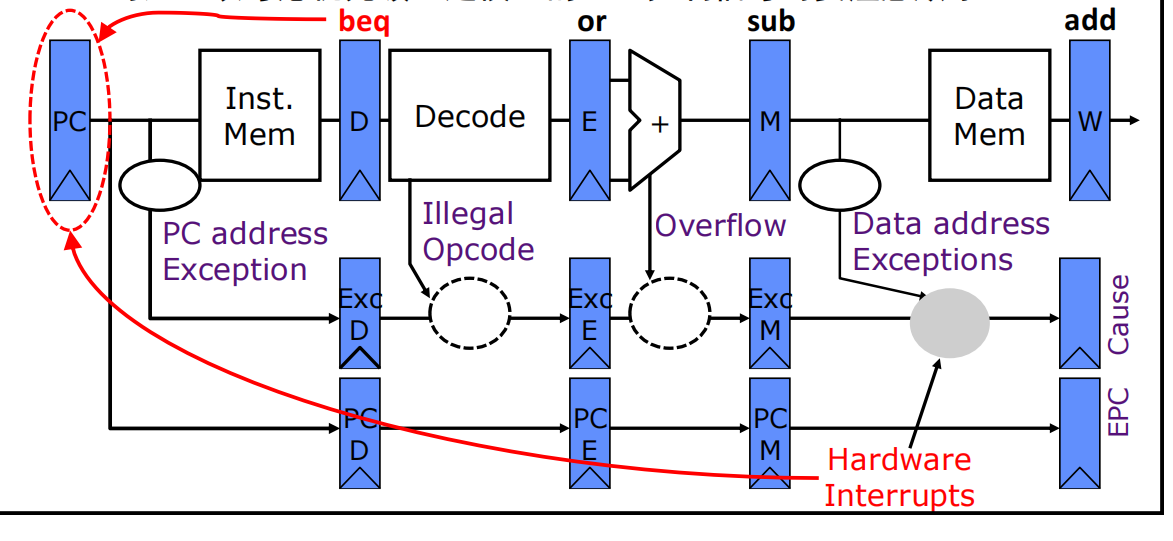 beq
or
sub
add
PC
Inst.
Mem
D
Decode
E
+
M
Data
Mem
W
PC address
Exception
Illegal
Opcode
Overflow
Data address
Exceptions
Exc
D
Exc
E
Exc
M
Cause
PC
D
PC
E
PC
M
EPC
Hardware
Interrupts